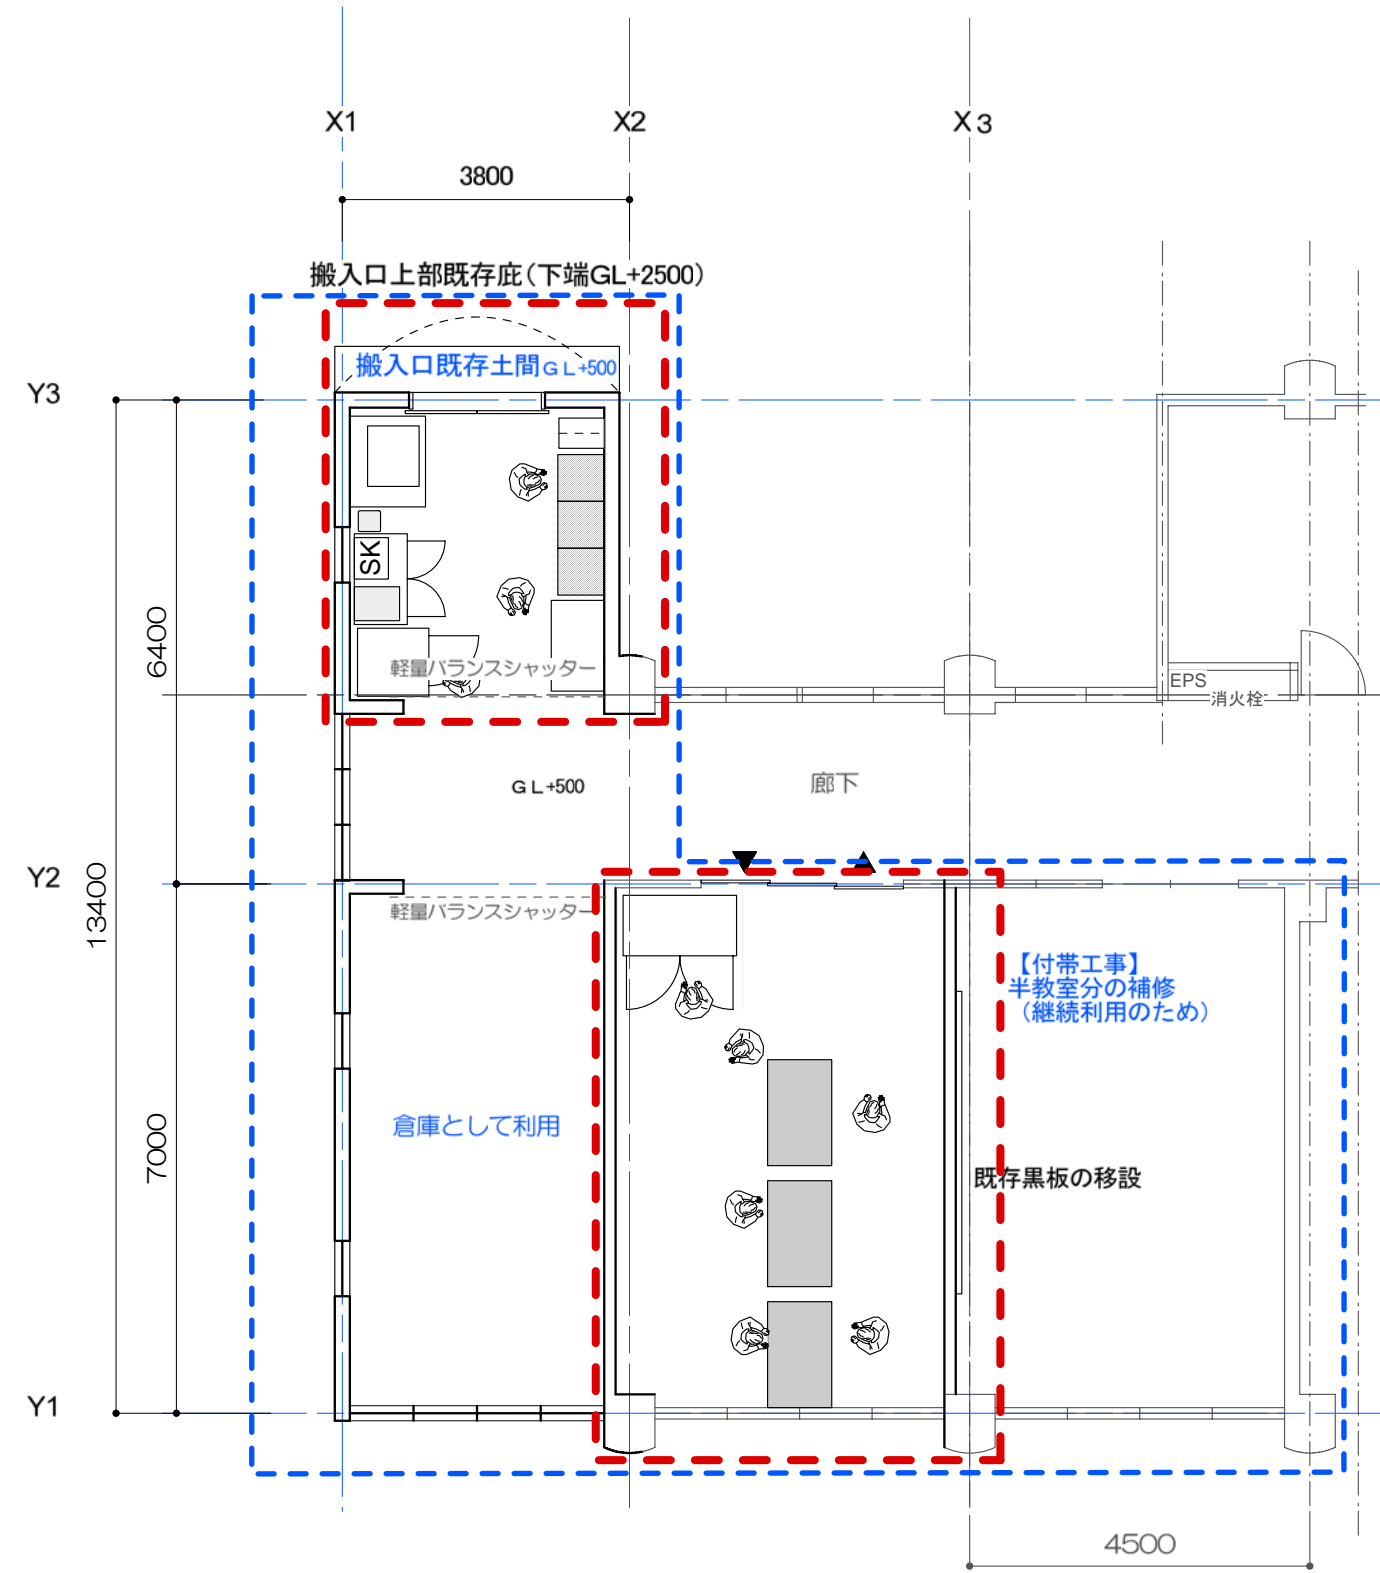 X1
X2
X 3
3800
搬入口上部既存庇（下端GL+2500）
搬入口既存土間ＧＬ+500
Y3
SK
6400
軽量バランスシャッター
EPS
消火栓
ＧＬ+500
廊下
Y2
13400
軽量バランスシャッター
【付帯工事】
半教室分の補修
（継続利用のため）
7000
倉庫として利用
既存黒板の移設
Y1
4500